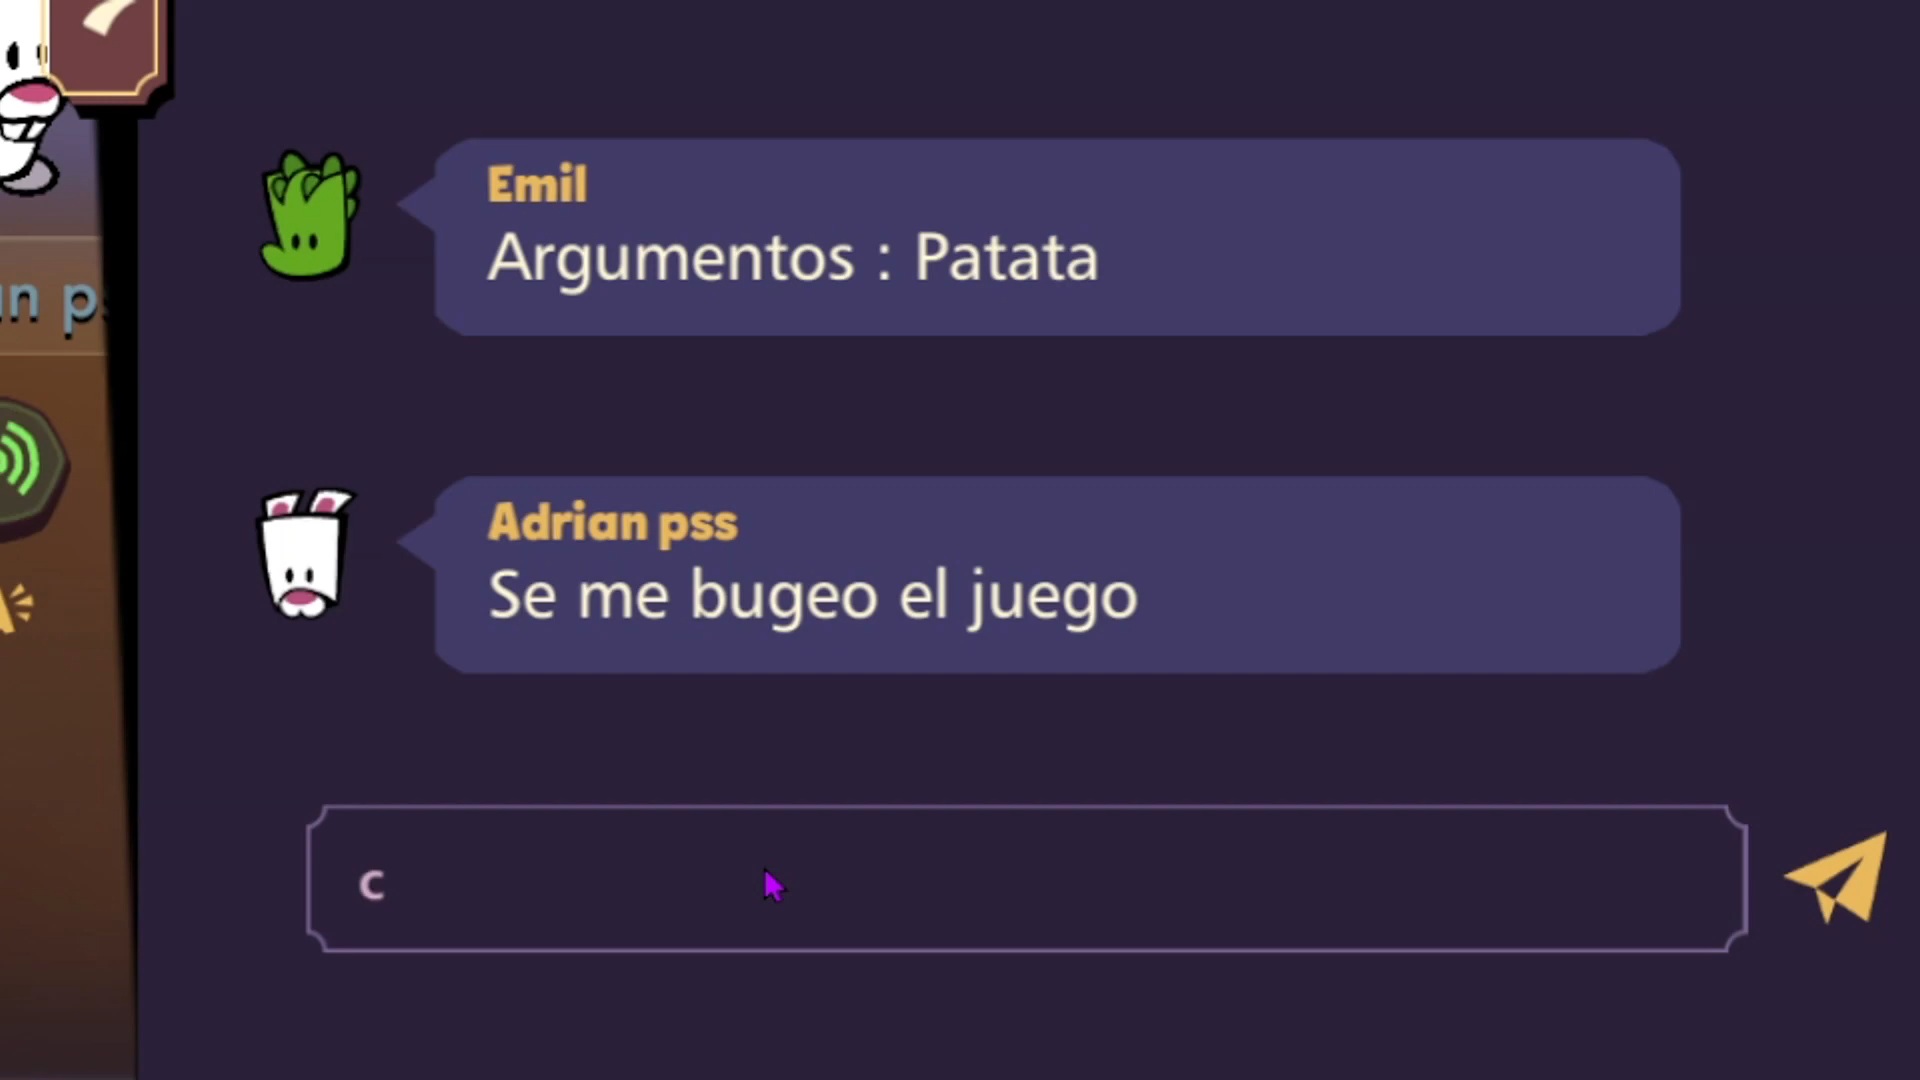 Emil
Argumentos : Patata
Adrian pss
Se me bugeo el juego
c